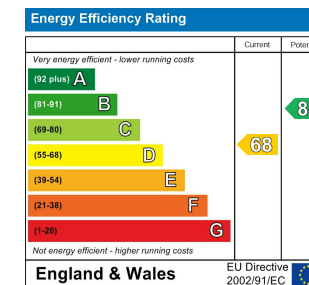 Energy Efficiency Rating
Current Poten
Very energy efficient - lower running costs
(92 plus) A
(81-91) B
8
(69-80) C
(55-68) D
68
(39-54) E
(21-38) F
(1-20) G
Not energy efficient - higher running costs
England & Wales
EU Directive
2002/91/EC